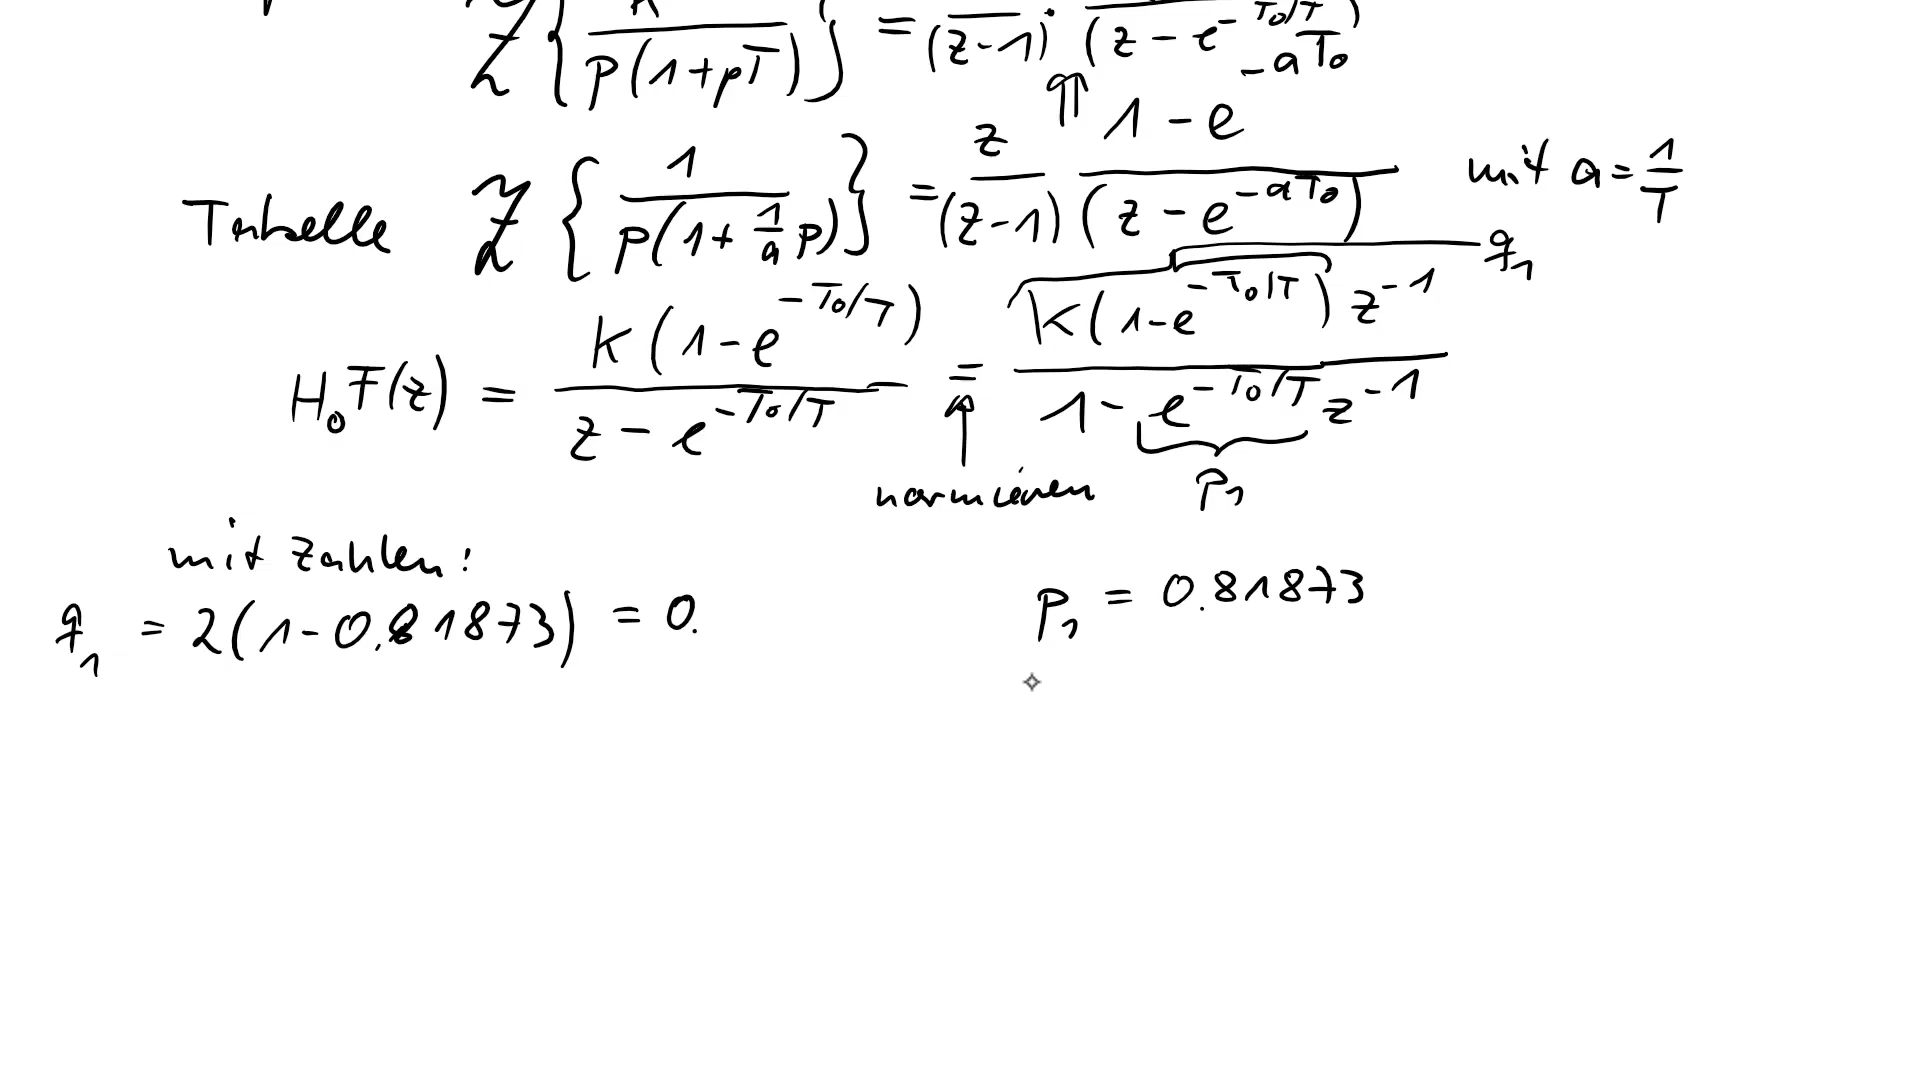 Z{ K / p(1+pT) } = / (z-1) · / (z - e^-T₀/T)
Tabelle Z{ 1 / p(1+ 1/a p) } = z / (z-1) (1 - e^-aT₀) / (z - e^-aT₀) mit a = 1/T
H₀F(z) = K(1-e^-T₀/T) / z - e^-T₀/T = K(1-e^-T₀/T) z^-1 / 1 - e^-T₀/T z^-1 q₁
normieren p₁
mit Zahlen:
q₁ = 2(1-0.81873) = 0. p₁ = 0.81873